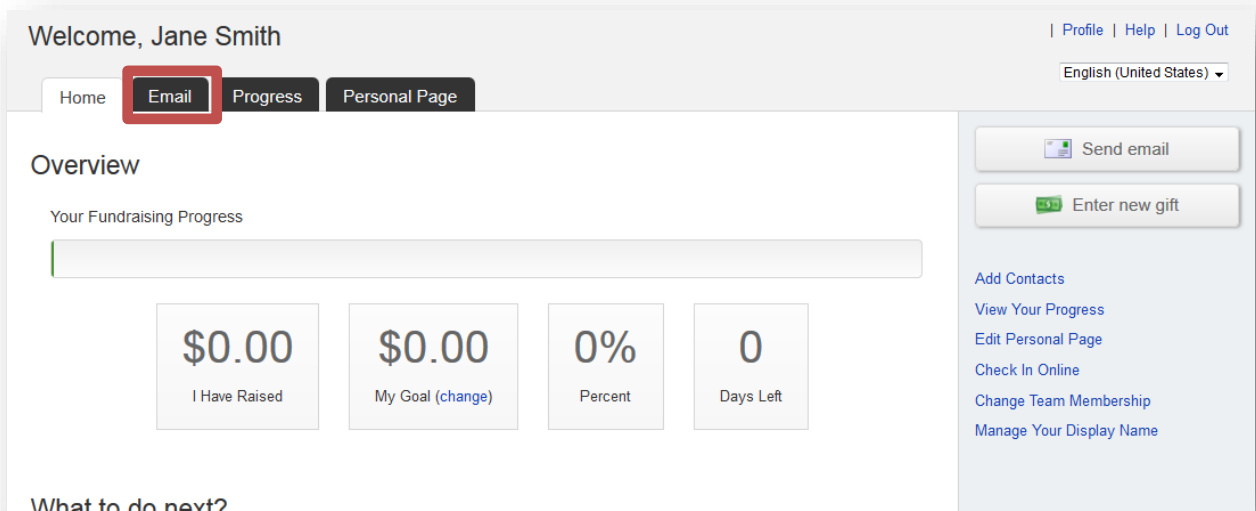 Welcome, Jane Smith
| Profile | Help | Log Out
English (United States)
Home Email Progress Personal Page
Overview
Your Fundraising Progress
$0.00
I Have Raised
$0.00
My Goal (change)
0%
Percent
0
Days Left
What to do next?
Send email
Enter new gift
Add Contacts
View Your Progress
Edit Personal Page
Check In Online
Change Team Membership
Manage Your Display Name